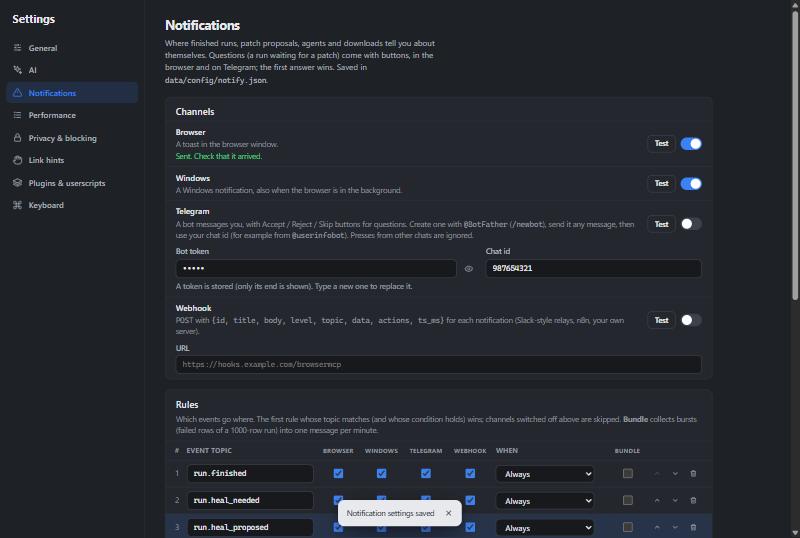 Settings
General
AI
Notifications
Performance
Privacy & blocking
Link hints
Plugins & userscripts
Keyboard
Notifications
Where finished runs, patch proposals, agents and downloads tell you about
themselves. Questions (a run waiting for a patch) come with buttons, in the
browser and on Telegram; the first answer wins. Saved in
data/config/notify.json.
Channels
Browser
A toast in the browser window.
Sent. Check that it arrived.
Test
Windows
A Windows notification, also when the browser is in the background.
Test
Telegram
A bot messages you, with Accept / Reject / Skip buttons for questions. Create one with @BotFather (/newbot), send it any message, then
use your chat id (for example from @userinfobot). Presses from other chats are ignored.
Test
Bot token
Chat id
•••••
987654321
A token is stored (only its end is shown). Type a new one to replace it.
Webhook
POST with {id, title, body, level, topic, data, actions, ts_ms} for each notification (Slack-style relays, n8n, your own
server).
Test
URL
https://hooks.example.com/browsermcp
Rules
Which events go where. The first rule whose topic matches (and whose condition holds) wins; channels switched off above are skipped. Bundle collects bursts
(failed rows of a 1000-row run) into one message per minute.
# EVENT TOPIC BROWSER WINDOWS TELEGRAM WEBHOOK WHEN BUNDLE
1 run.finished Always
2 run.heal_needed Always
3 run.heal_proposed Always
Notification settings saved ✕